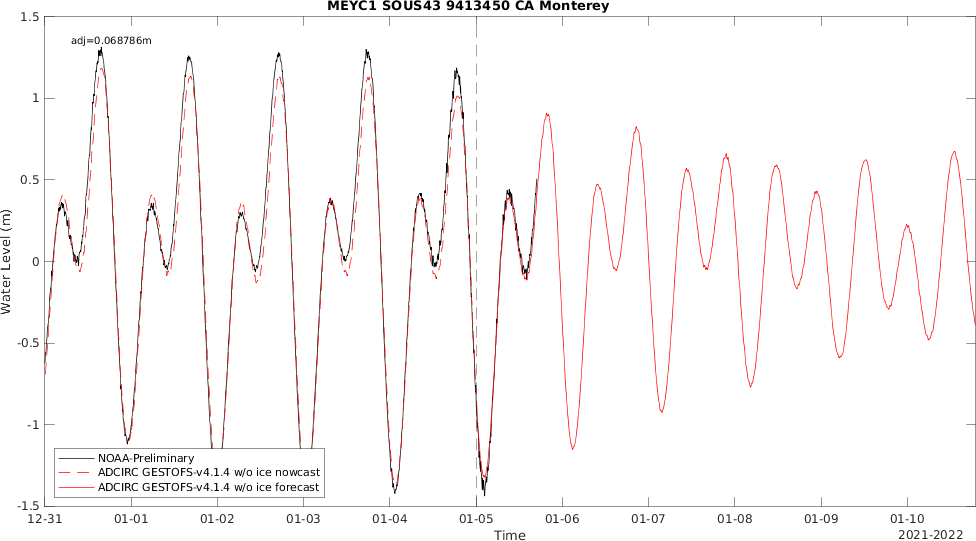 MEYC1 SOUS43 9413450 CA Monterey
adj=0.068786m
1.5
1
0.5
0
-0.5
-1
-1.5
Water Level (m)
NOAA-Preliminary
ADCIRC GESTOFS-v4.1.4 w/o ice nowcast
ADCIRC GESTOFS-v4.1.4 w/o ice forecast
12-31 01-01 01-02 01-03 01-04 01-05 01-06 01-07 01-08 01-09 01-10
Time
2021-2022